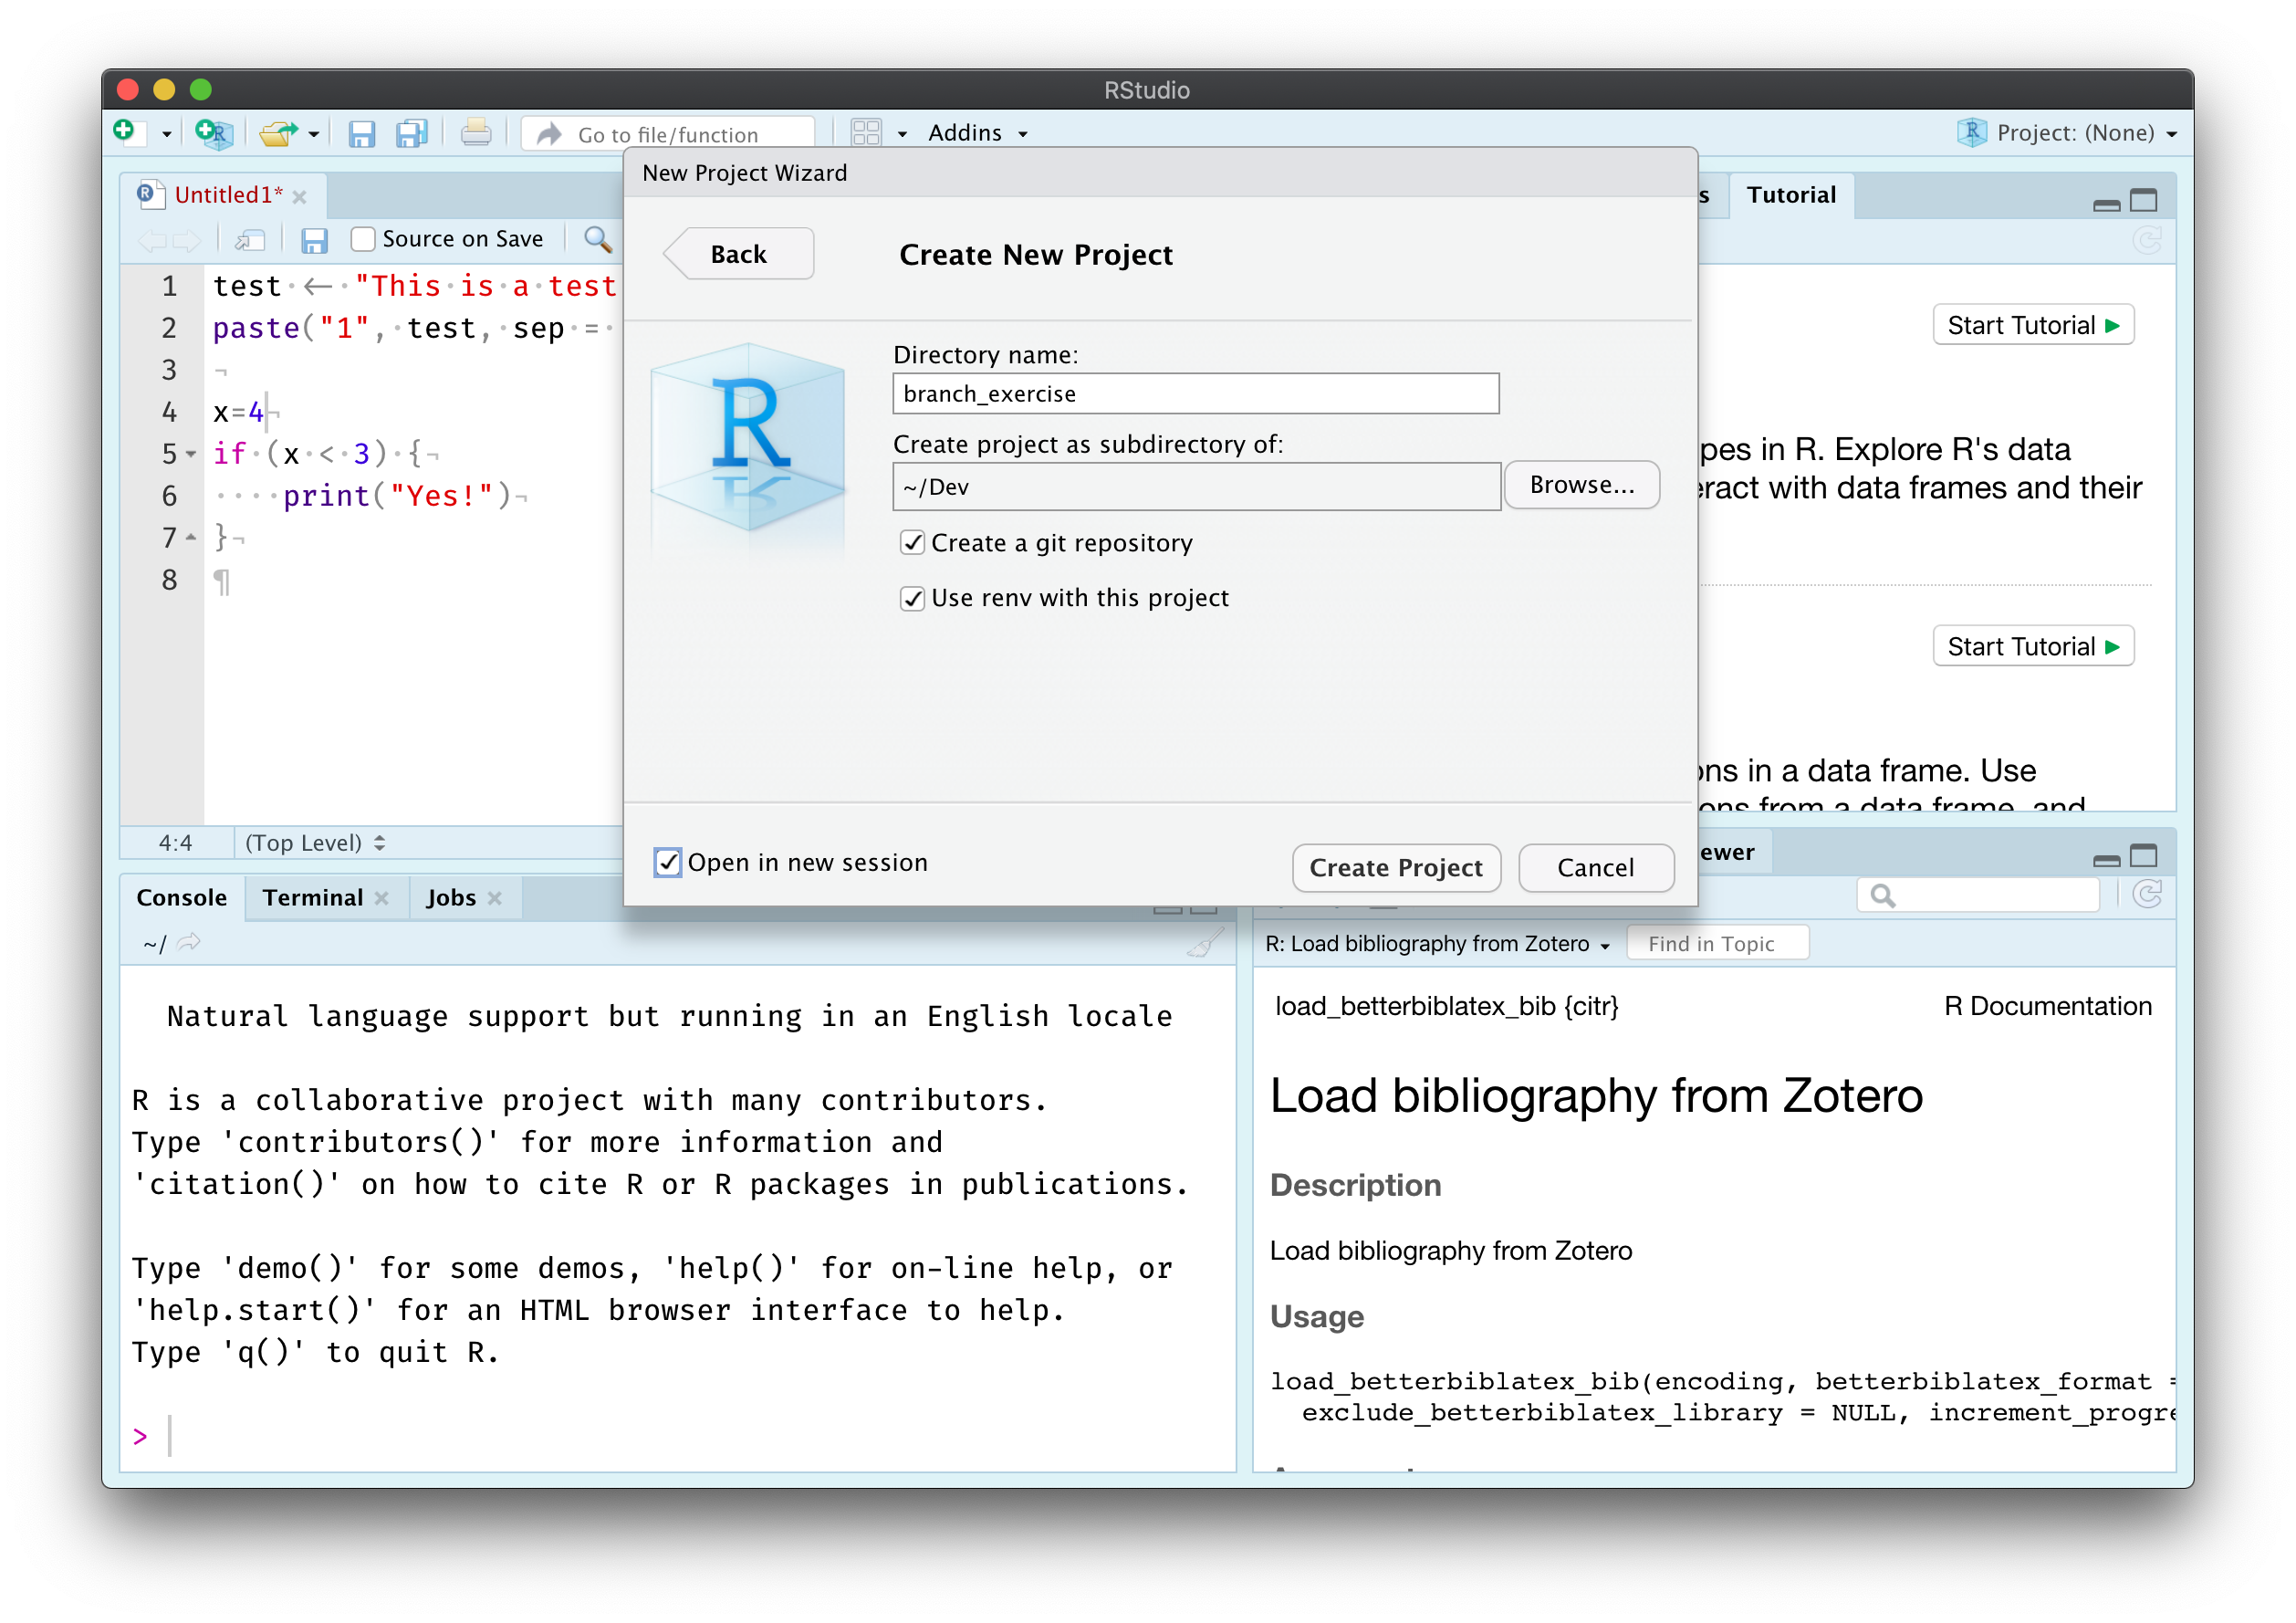 RStudio
Go to file/function
Addins
Project: (None)
Untitled1*
Source on Save
1 test <- "This is a test
2 paste("1", test, sep =
3
4 x=4
5 if (x < 3) {
6 print("Yes!")
7 }
8
4:4 (Top Level)
New Project Wizard
Back
Create New Project
R
Directory name:
branch_exercise
Create project as subdirectory of:
~/Dev
Browse...
Create a git repository
Use renv with this project
Open in new session
Create Project
Cancel
s Tutorial
Start Tutorial
pes in R. Explore R's data
eract with data frames and their
Start Tutorial
ons in a data frame. Use
ons from a data frame, and
Console Terminal Jobs
~/
Natural language support but running in an English locale
R is a collaborative project with many contributors.
Type 'contributors()' for more information and
'citation()' on how to cite R or R packages in publications.
Type 'demo()' for some demos, 'help()' for on-line help, or
'help.start()' for an HTML browser interface to help.
Type 'q()' to quit R.
>
ewer
R: Load bibliography from Zotero
Find in Topic
load_betterbiblatex_bib {citr}
R Documentation
Load bibliography from Zotero
Description
Load bibliography from Zotero
Usage
load_betterbiblatex_bib(encoding, betterbiblatex_format =
exclude_betterbiblatex_library = NULL, increment_progre